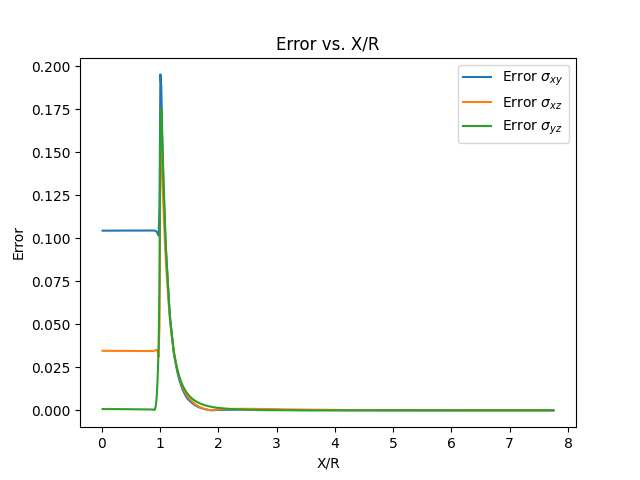 Error vs. X/R
0.200
0.175
0.150
0.125
0.100
0.075
0.050
0.025
0.000
Error
Error σxy
Error σxz
Error σyz
0 1 2 3 4 5 6 7 8
X/R